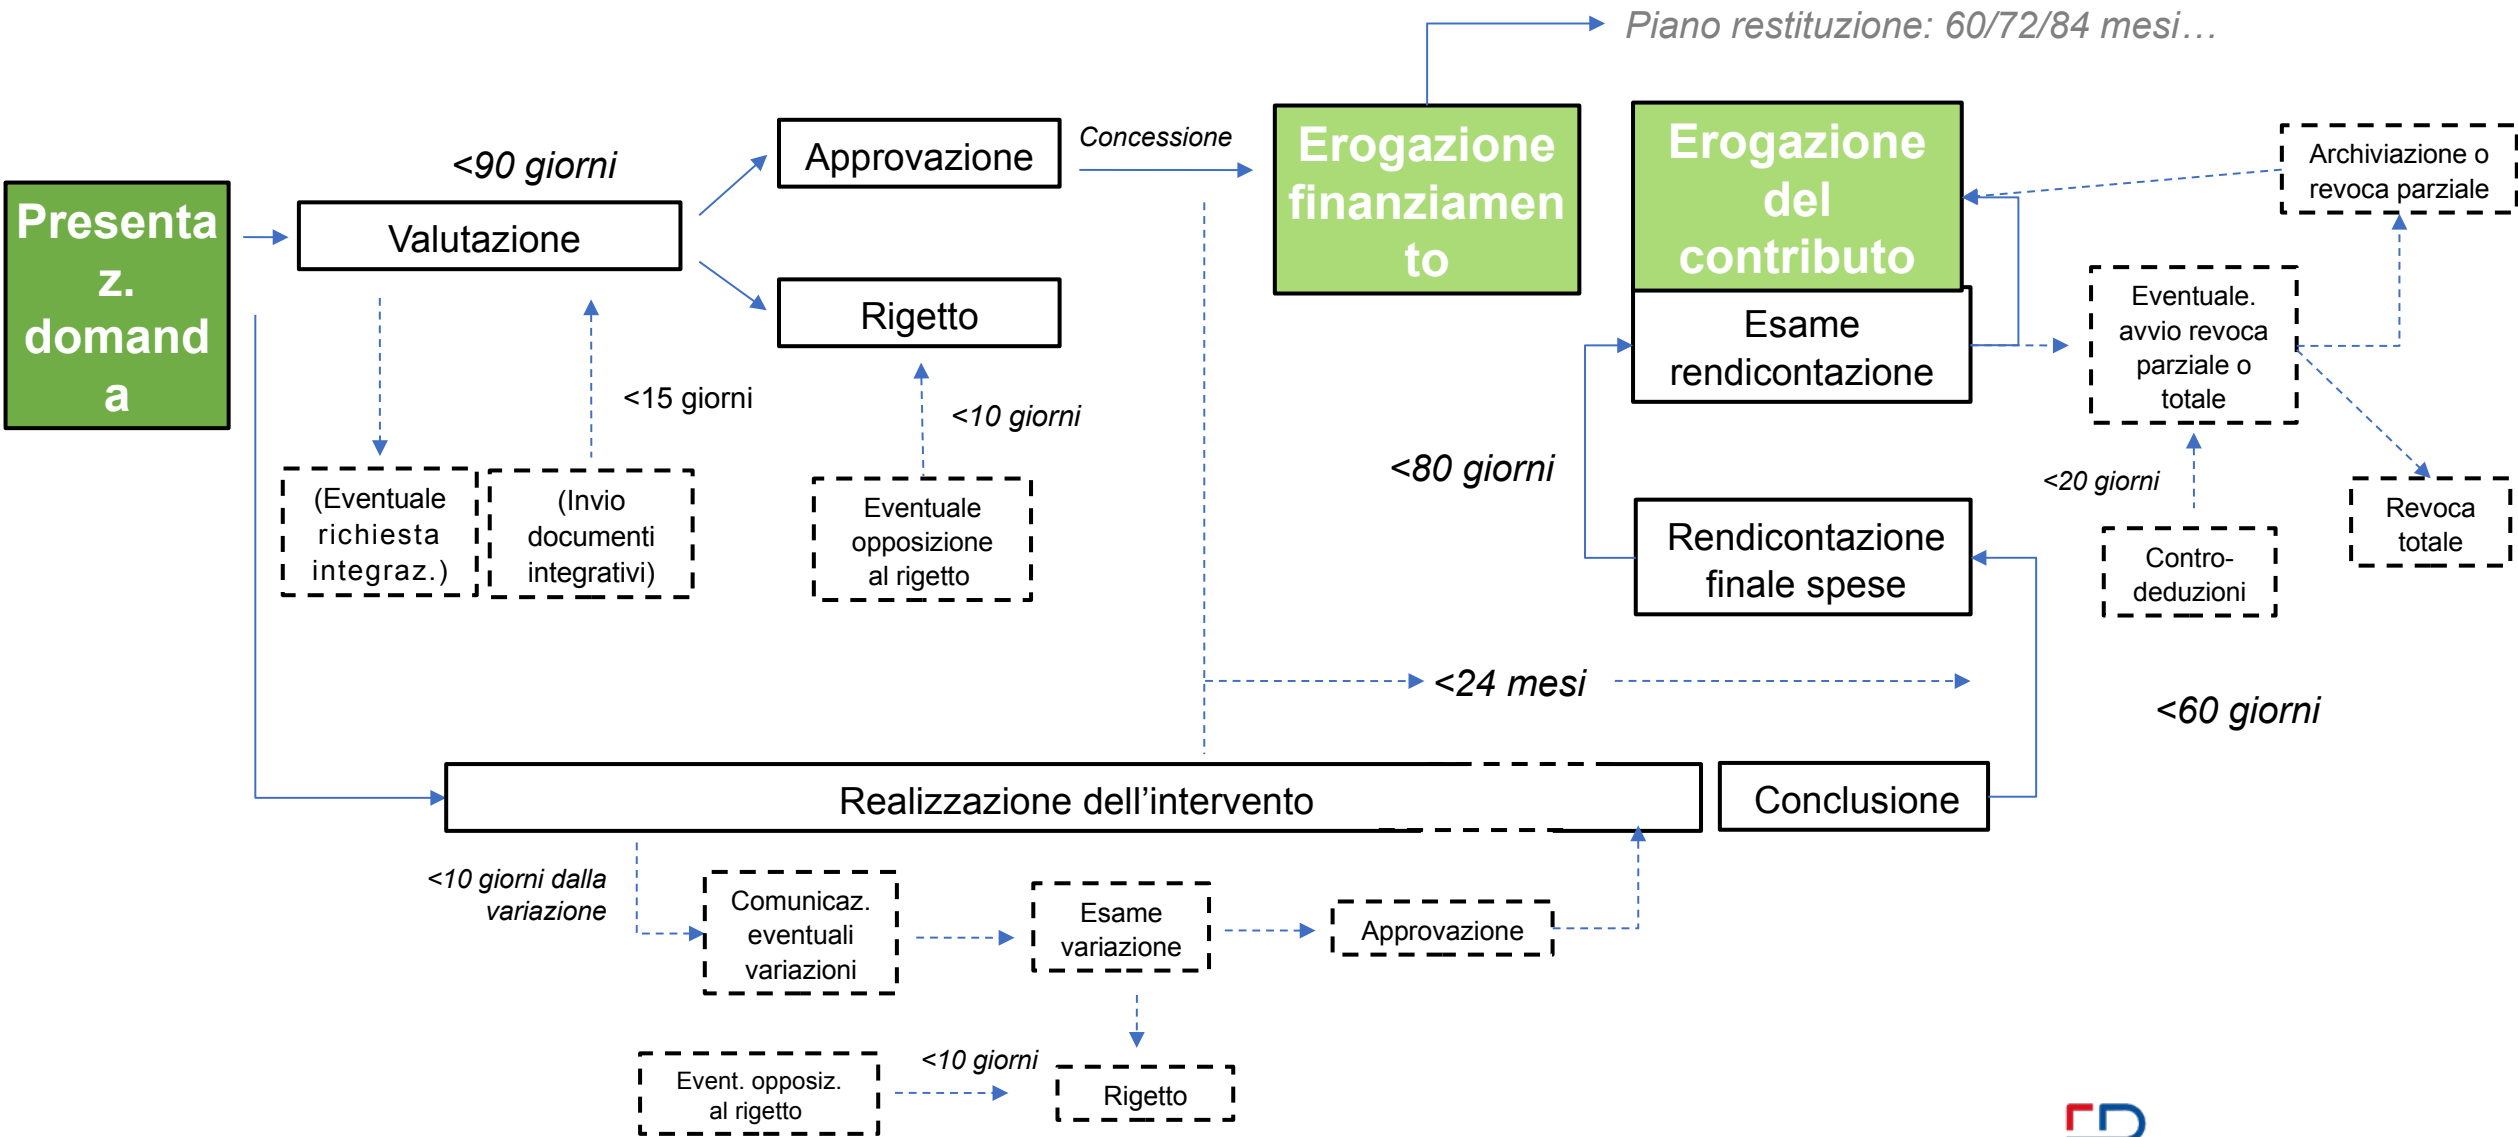 Piano restituzione: 60/72/84 mesi…
Presenta
z.
domand
a
<90 giorni
Valutazione
Approvazione
Rigetto
Concessione
Erogazione
finanziamen
to
Erogazione
del
contributo
Esame
rendicontazione
Archiviazione o
revoca parziale
Eventuale.
avvio revoca
parziale o
totale
<15 giorni
<10 giorni
(Eventuale
richiesta
integraz.)
(Invio
documenti
integrativi)
Eventuale
opposizione
al rigetto
<80 giorni
Rendicontazione
finale spese
<20 giorni
Contro-
deduzioni
Revoca
totale
<24 mesi
<60 giorni
Realizzazione dell’intervento
Conclusione
<10 giorni dalla
variazione
Comunicaz.
eventuali
variazioni
Esame
variazione
Approvazione
Event. opposiz.
al rigetto
<10 giorni
Rigetto